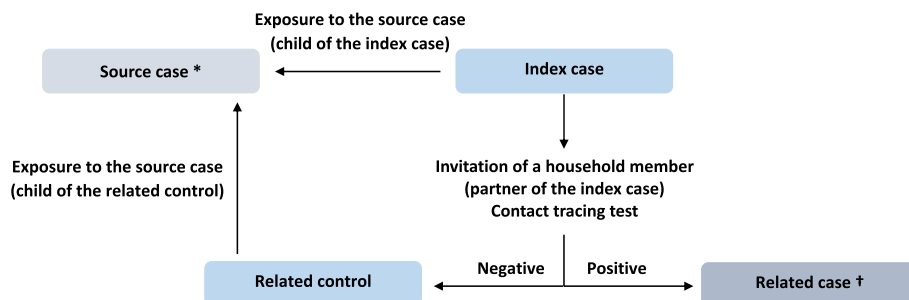 Exposure to the source case
(child of the index case)
Source case *
Index case
Exposure to the source case
(child of the related control)
Invitation of a household member
(partner of the index case)
Contact tracing test
Negative
Positive
Related control
Related case †